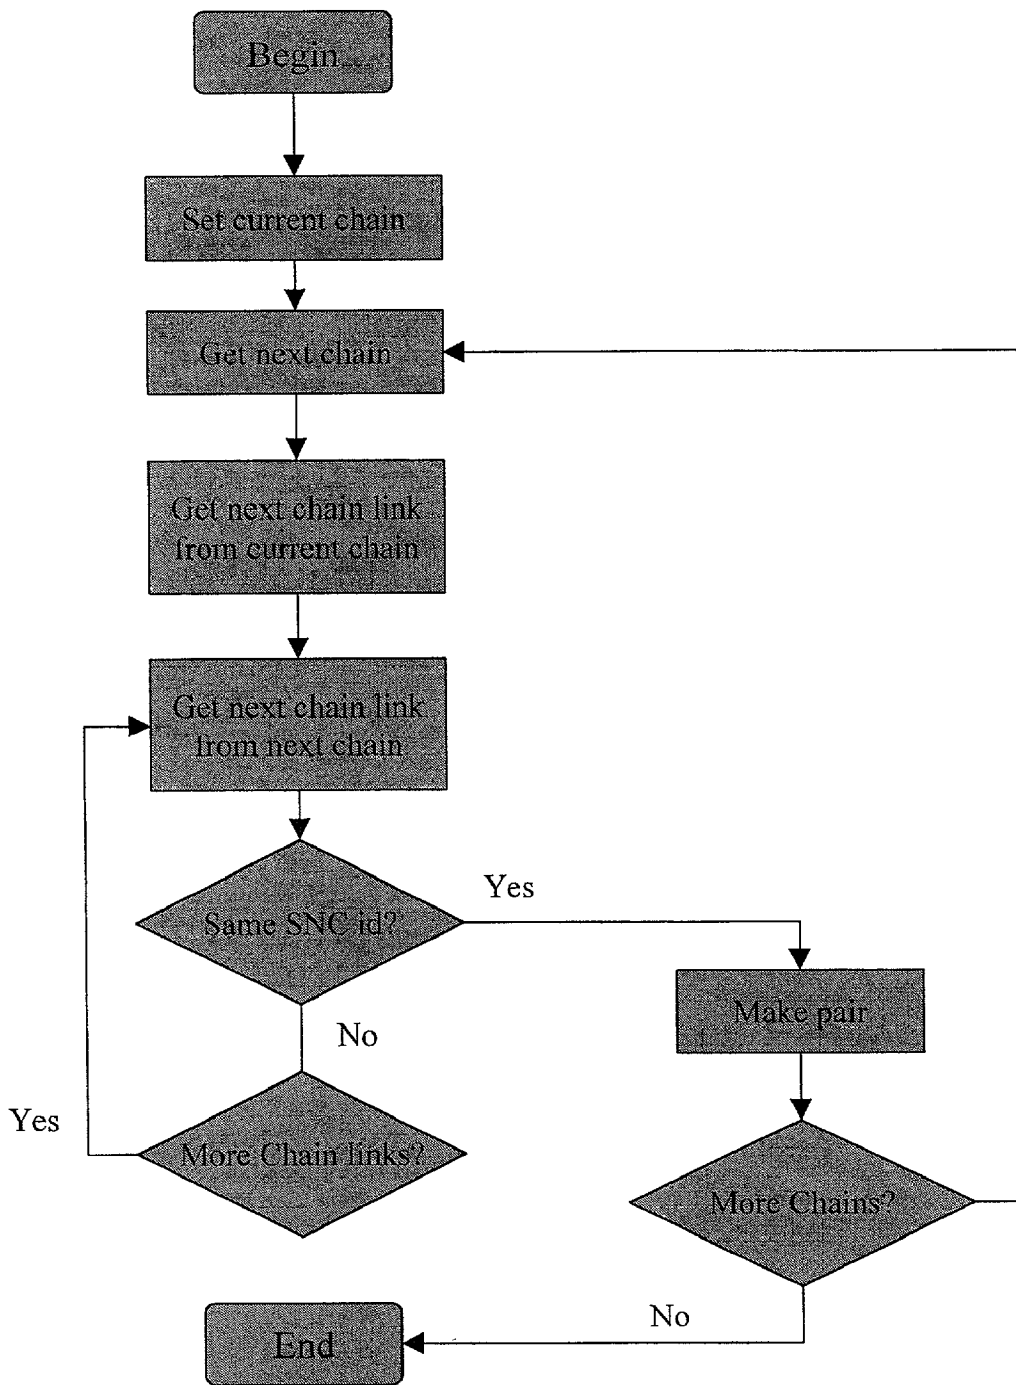 Begin
Set current chain
Get next chain
Get next chain link
from current chain
Get next chain link
from next chain
Same SNC id?
Yes
Make pair
No
Yes
More Chain links?
More Chains?
No
End